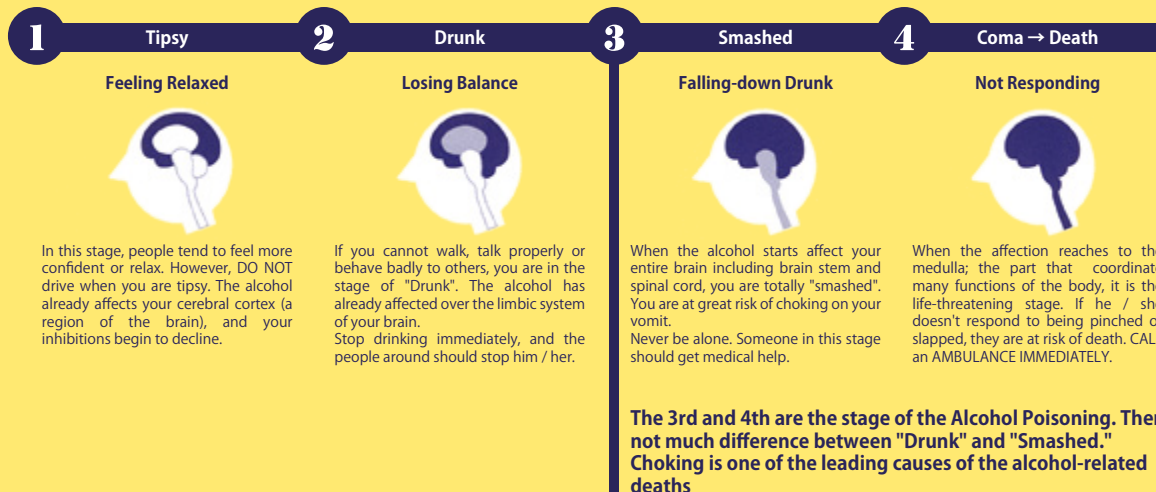 1 Tipsy
Feeling Relaxed
In this stage, people tend to feel more
confident or relax. However, DO NOT
drive when you are tipsy. The alcohol
already affects your cerebral cortex (a
region of the brain), and your
inhibitions begin to decline.
2 Drunk
Losing Balance
If you cannot walk, talk properly or
behave badly to others, you are in the
stage of "Drunk". The alcohol has
already affected over the limbic system
of your brain.
Stop drinking immediately, and the
people around should stop him / her.
3 Smashed
Falling-down Drunk
When the alcohol starts affect your
entire brain including brain stem and
spinal cord, you are totally "smashed".
You are at great risk of choking on your
vomit.
Never be alone. Someone in this stage
should get medical help.
4 Coma → Death
Not Responding
When the affection reaches to
medulla; the part that
many functions of the body, it is
life-threatening stage. If he /
doesn't respond to being pinched
slapped, they are at risk of death.
an AMBULANCE IMMEDIATELY.
The 3rd and 4th are the stage of the Alcohol Poisoning.
not much difference between "Drunk" and "Smashed."
Choking is one of the leading causes of the alcohol-related
deaths